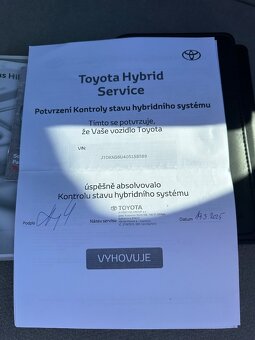 Toyota Hybrid
Service
Potvrzení Kontroly stavu hybridního systému
Tímto se potvrzuje,
že Vaše vozidlo Toyota
VIN:
úspěšně absolvovalo
Kontrolu stavu hybridního systému
TOYOTA
Podpis
Název servisu
Datum
VYHOVUJE